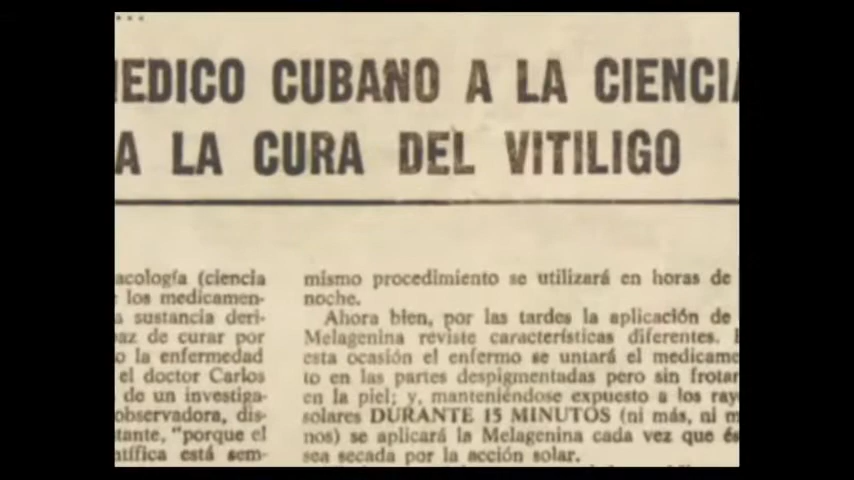 MEDICO CUBANO A LA CIENCIA
A LA CURA DEL VITILIGO
acología (ciencia
los medicamen-
a sustancia deri-
az de curar por
o la enfermedad
el doctor Carlos
de un investiga-
observadora, dis-
tante, "porque el
ntífica está sem-
mismo procedimiento se utilizará en horas de
noche.
Ahora bien, por las tardes la aplicación de
Melagenina reviste características diferentes.
esta ocasión el enfermo se untará el medicame
to en las partes despigmentadas pero sin frotar
en la piel; y, manteniéndose expuesto a los ray
solares DURANTE 15 MINUTOS (ni más, ni m
nos) se aplicará la Melagenina cada vez que és
sea secada por la acción solar.